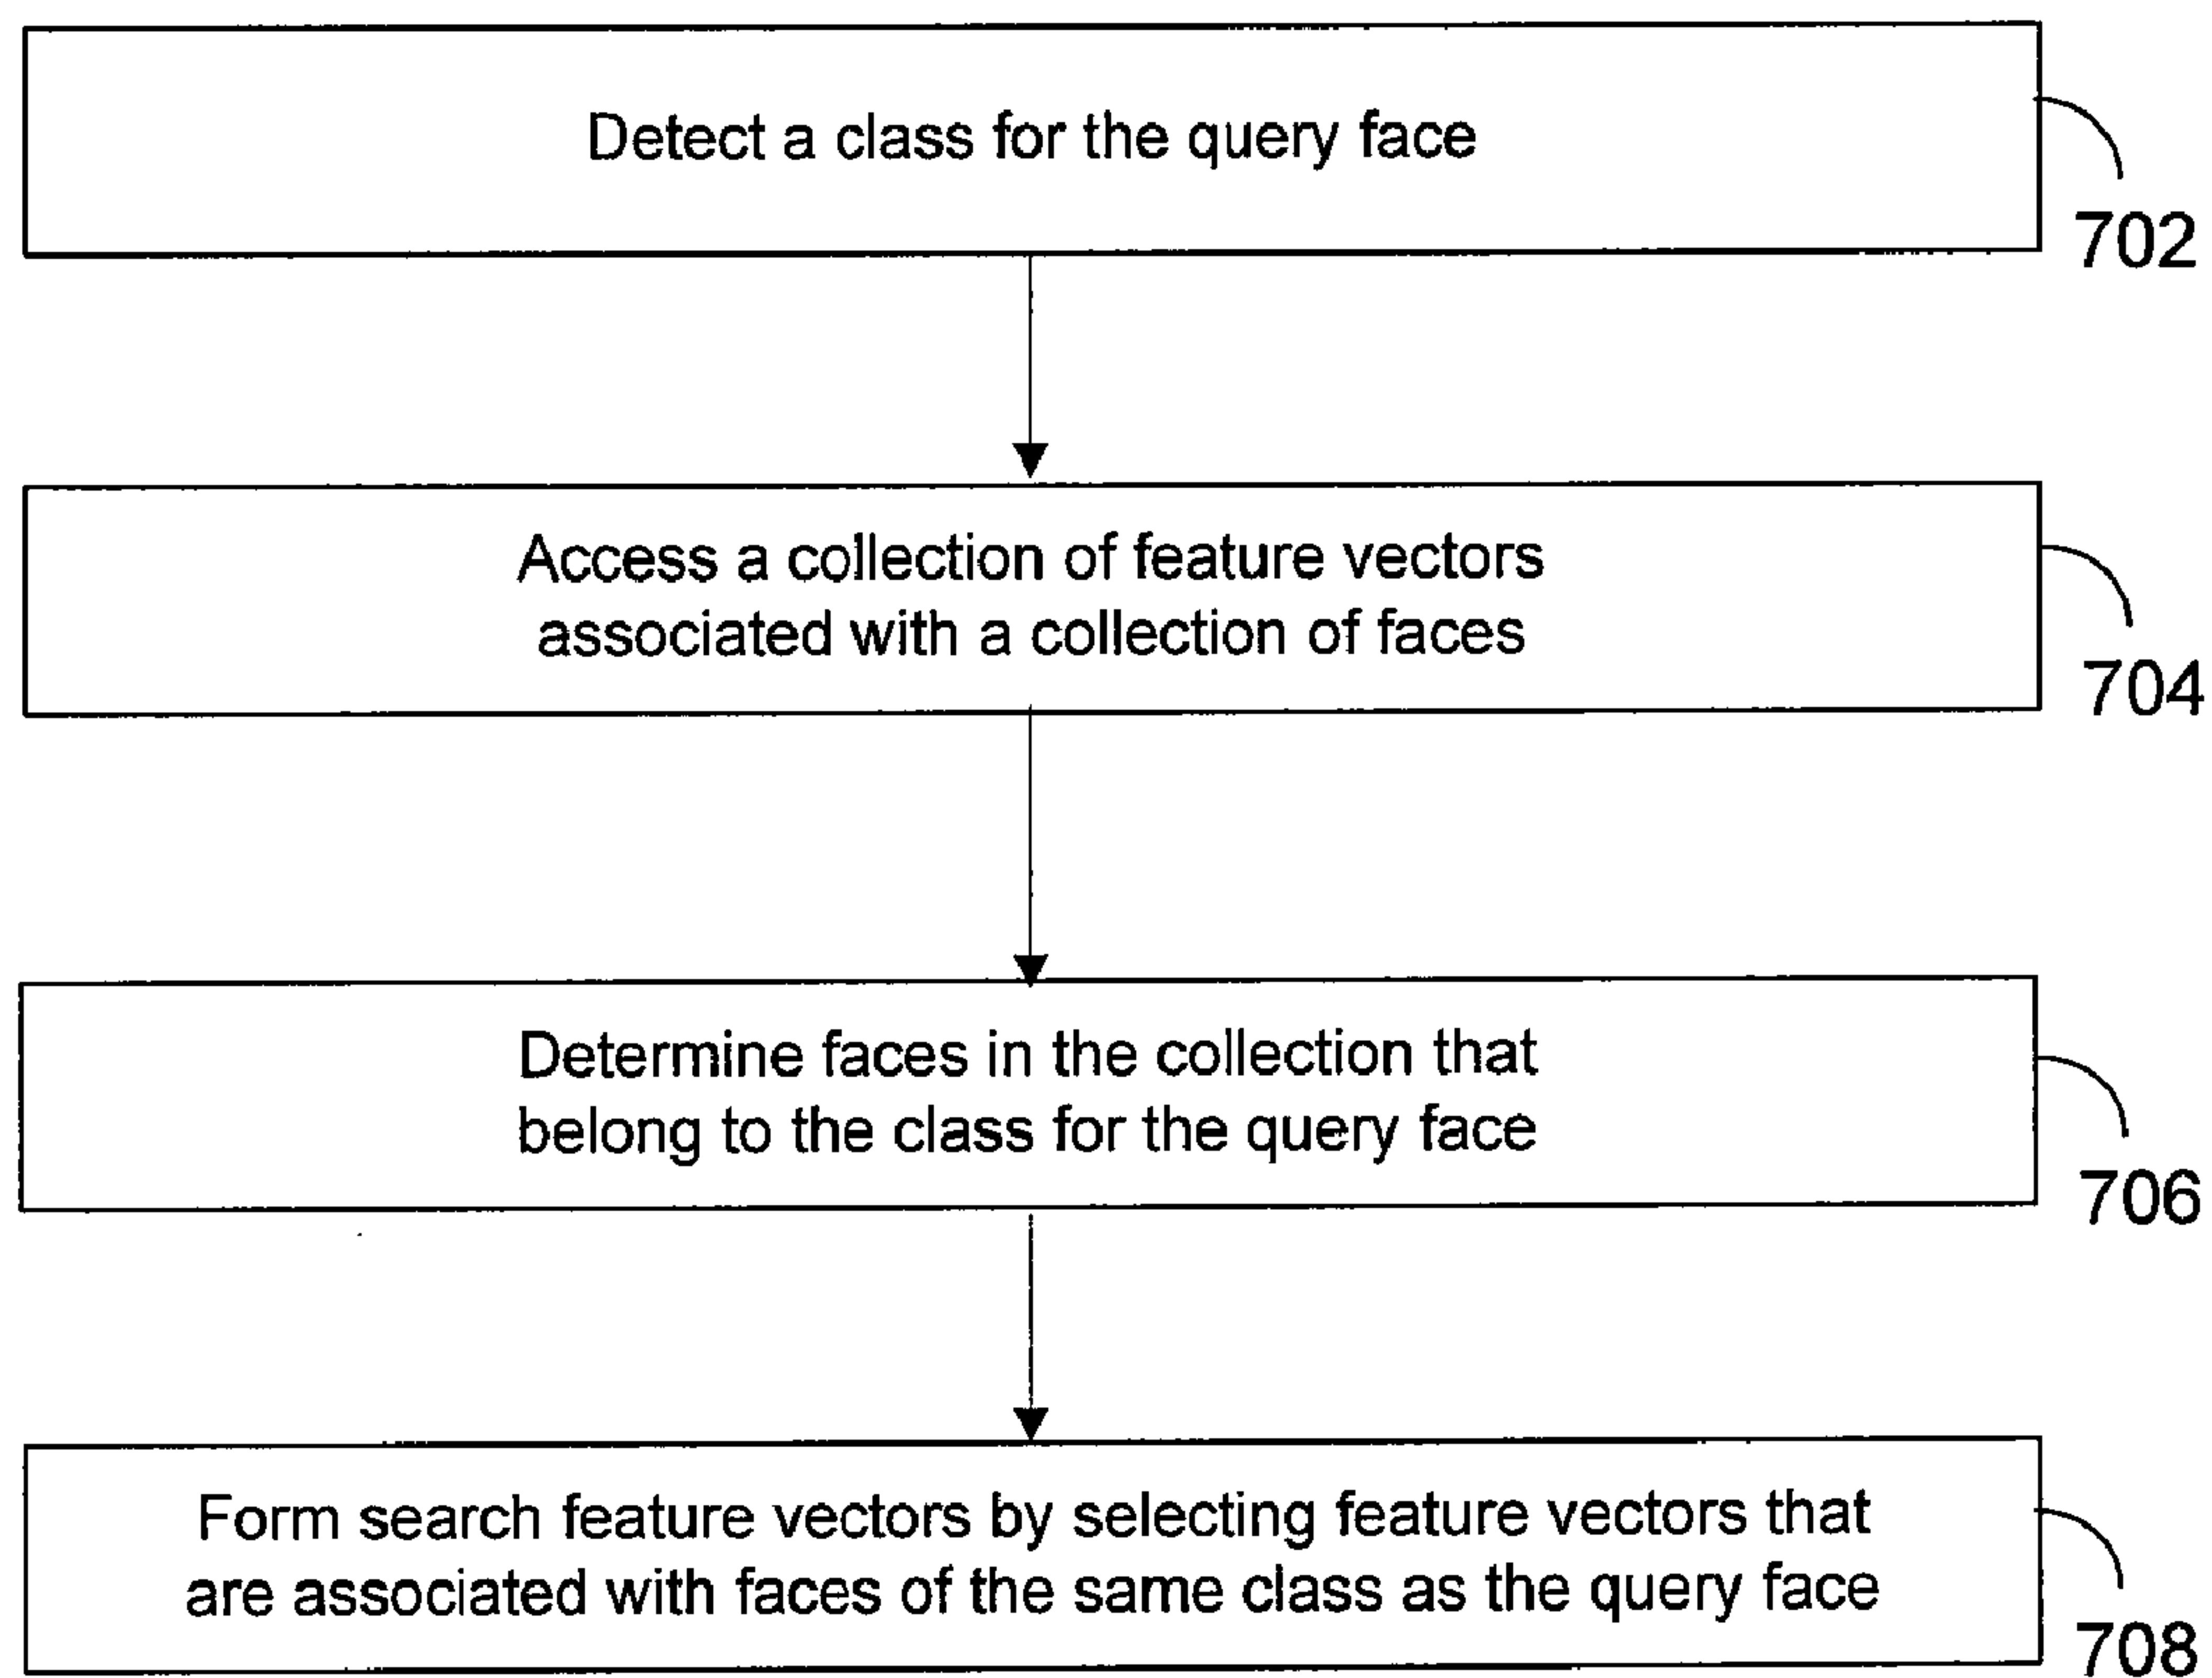 Detect a class for the query face
702
Access a collection of feature vectors
associated with a collection of faces
704
Determine faces in the collection that
belong to the class for the query face
706
Form search feature vectors by selecting feature vectors that
are associated with faces of the same class as the query face
708